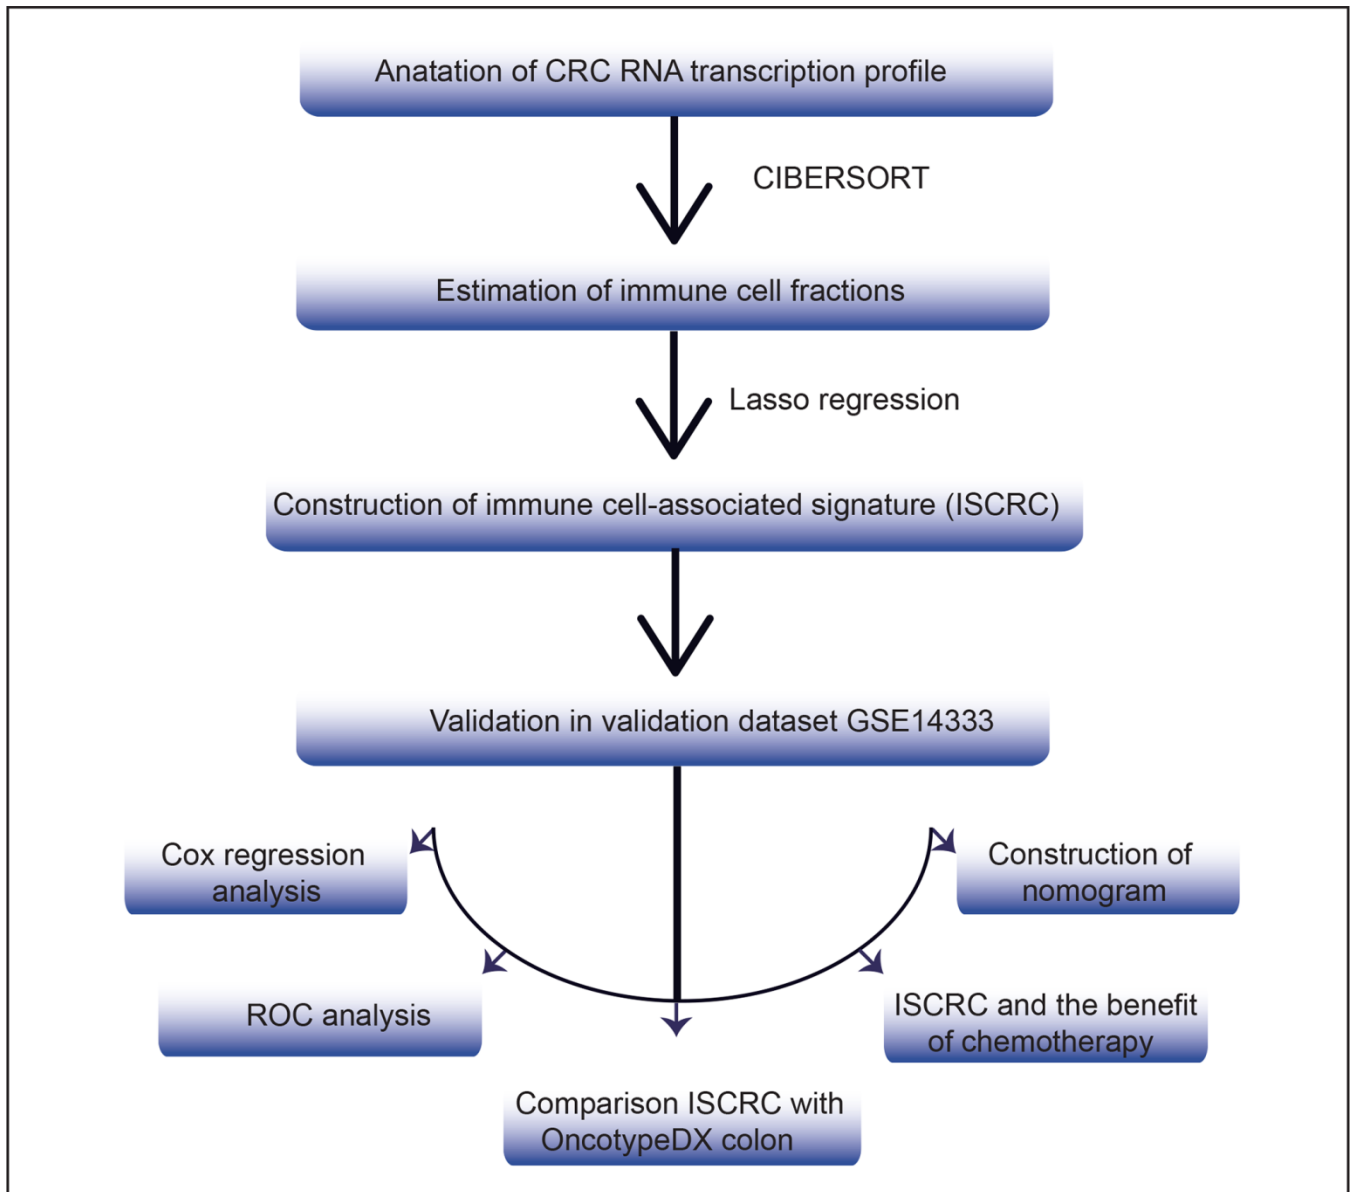 Anatation of CRC RNA transcription profile
CIBERSORT
Estimation of immune cell fractions
Lasso regression
Construction of immune cell-associated signature (ISCRC)
Validation in validation dataset GSE14333
Cox regression
analysis
Construction of
nomogram
ROC analysis
ISCRC and the benefit
of chemotherapy
Comparison ISCRC with
OncotypeDX colon